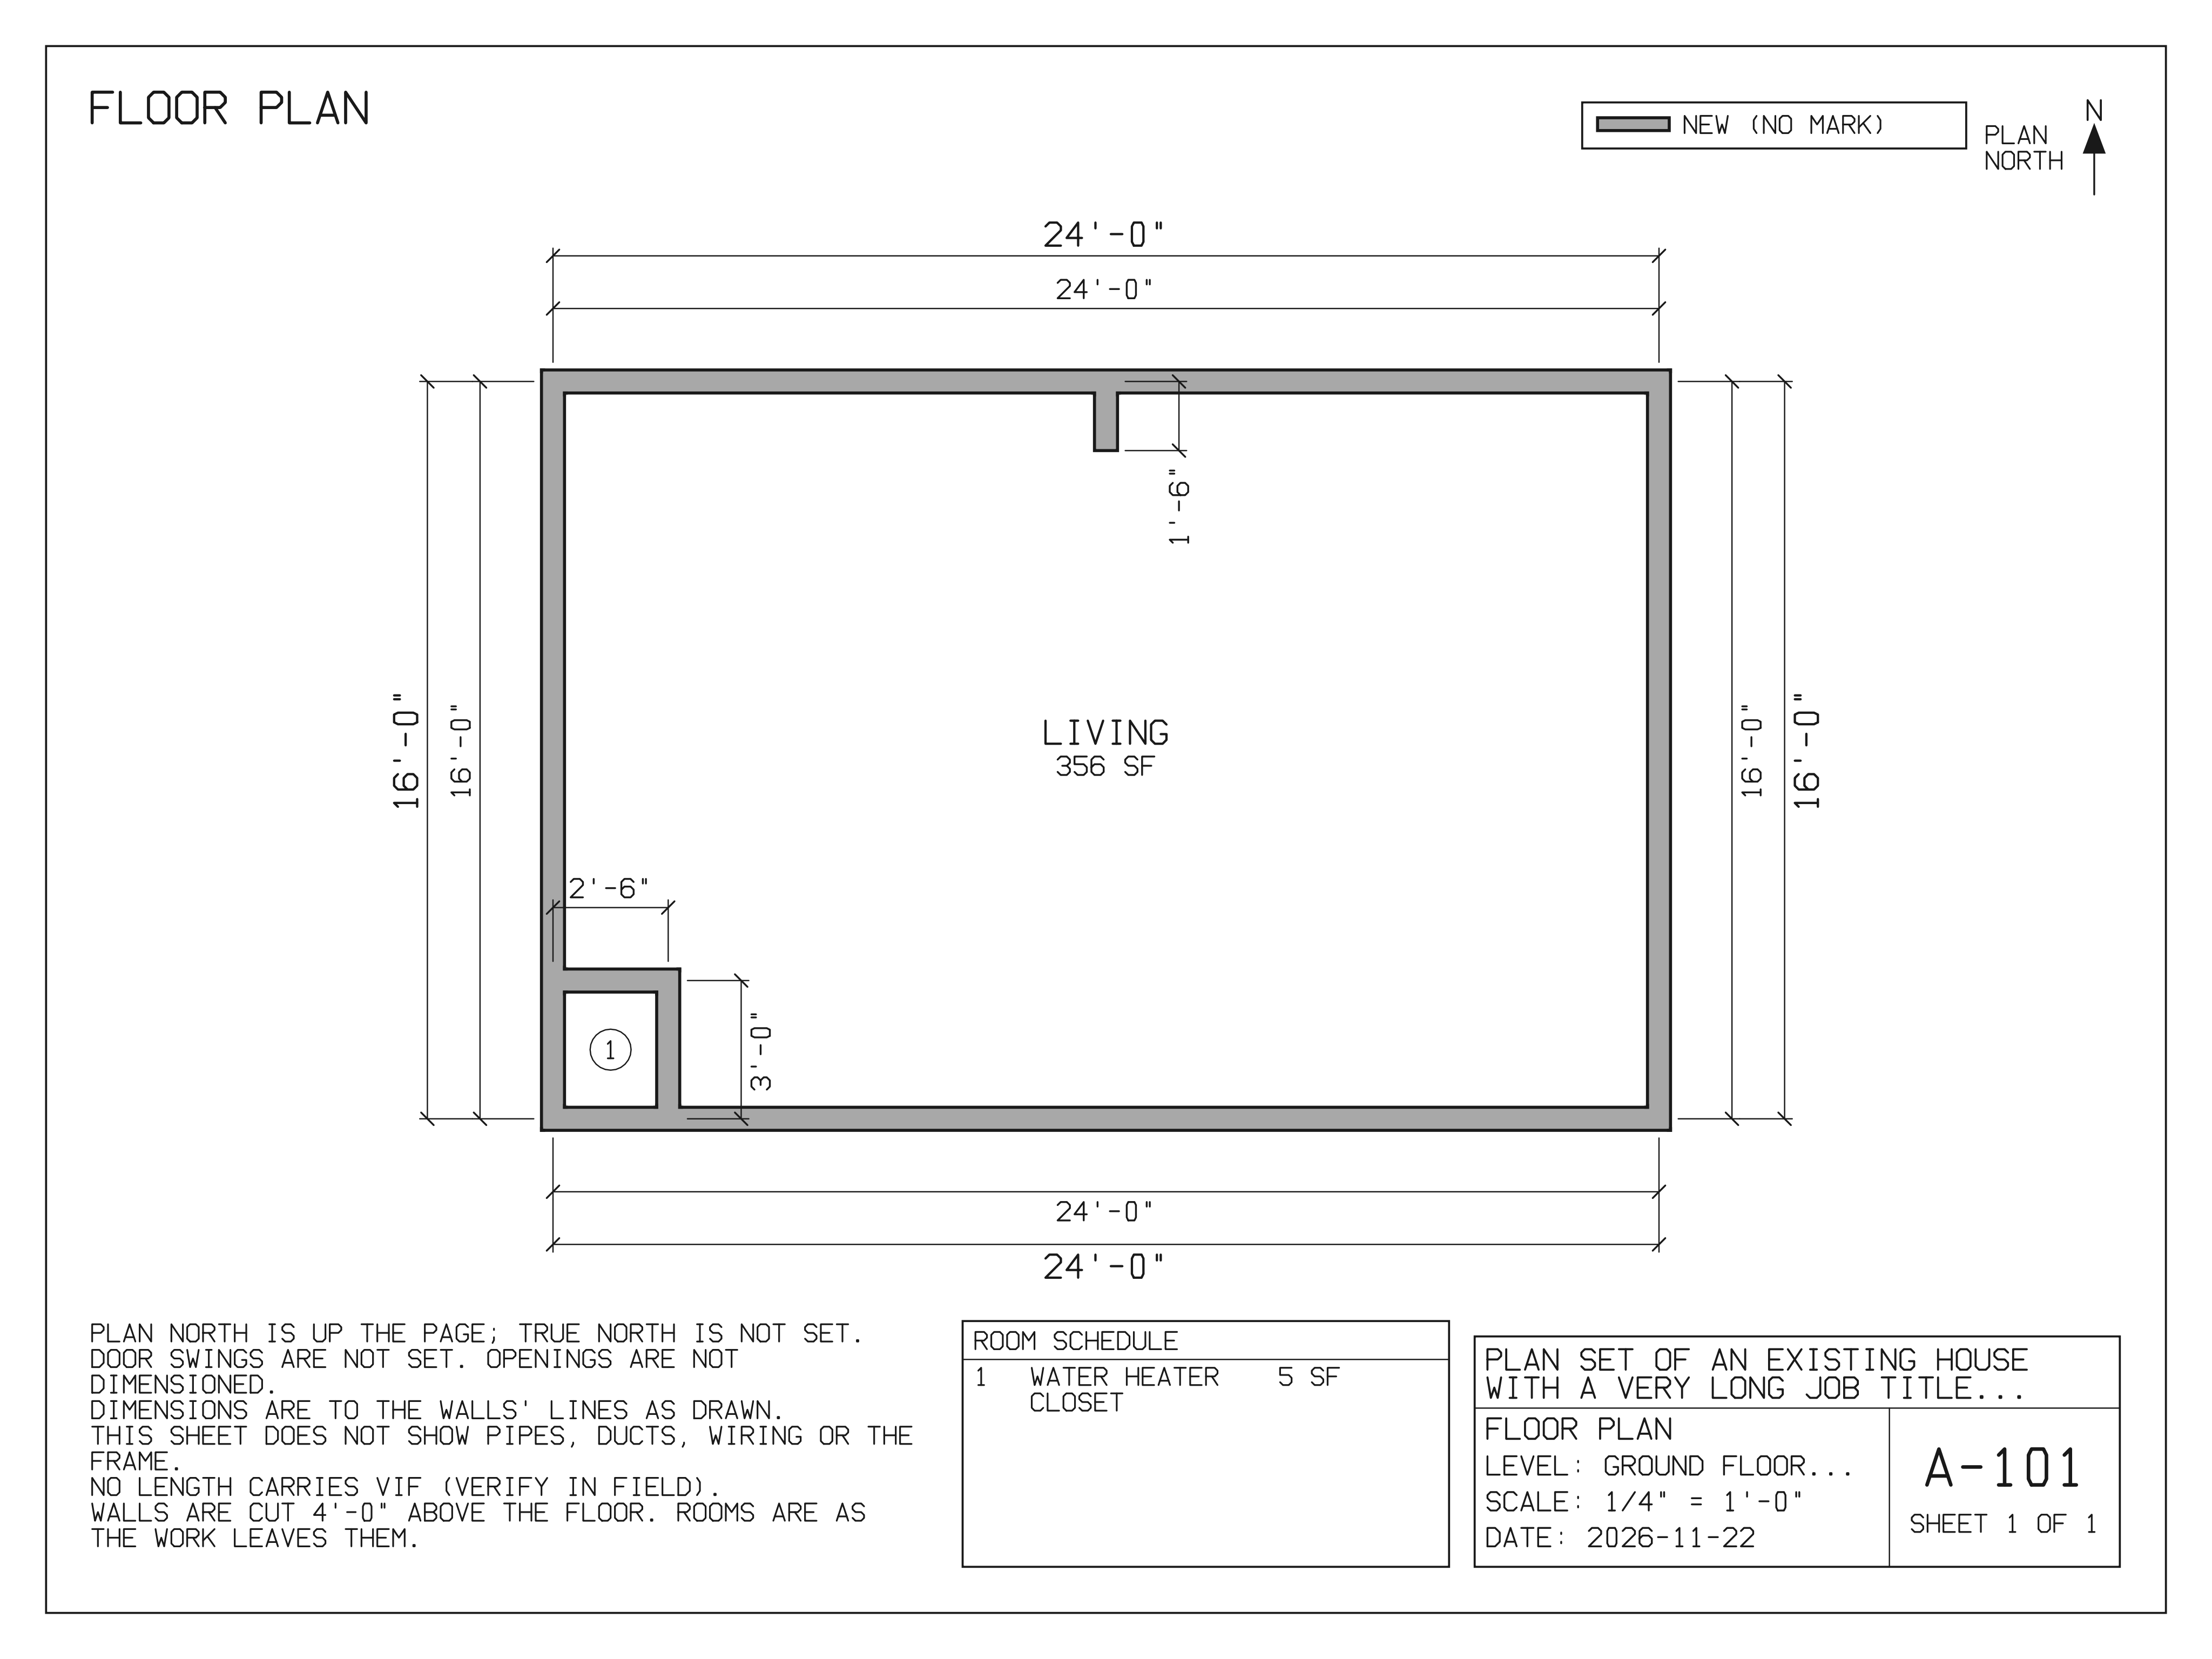 FLOOR PLAN
NEW (NO MARK)
N
PLAN
NORTH
24'-0"
24'-0"
1'-6"
16'-0"
16'-0"
LIVING
356 SF
16'-0"
16'-0"
2'-6"
1
3'-0"
24'-0"
24'-0"
PLAN NORTH IS UP THE PAGE; TRUE NORTH IS NOT SET.
DOOR SWINGS ARE NOT SET. OPENINGS ARE NOT
DIMENSIONED.
DIMENSIONS ARE TO THE WALLS' LINES AS DRAWN.
THIS SHEET DOES NOT SHOW PIPES, DUCTS, WIRING OR THE
FRAME.
NO LENGTH CARRIES VIF (VERIFY IN FIELD).
WALLS ARE CUT 4'-0" ABOVE THE FLOOR. ROOMS ARE AS
THE WORK LEAVES THEM.
ROOM SCHEDULE
1 WATER HEATER 5 SF
CLOSET
PLAN SET OF AN EXISTING HOUSE
WITH A VERY LONG JOB TITLE...
FLOOR PLAN
LEVEL: GROUND FLOOR...
SCALE: 1/4" = 1'-0"
DATE: 2026-11-22
A-101
SHEET 1 OF 1